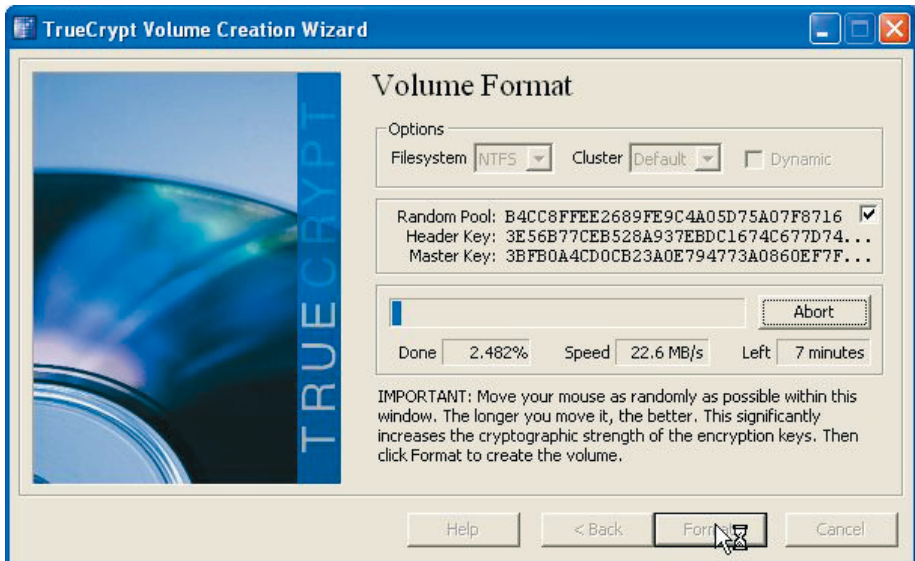 TrueCrypt Volume Creation Wizard
TRUECRYPT
Volume Format
Options
Filesystem NTFS Cluster Default Dynamic
Random Pool: B4CC8FFEE2689FE9C4A05D75A07F8716
Header Key: 3E56B77CEB528A937EBDC1674C677D74...
Master Key: 3BFB0A4CD0CB23A0E794773A0860EF7F...
Abort
Done 2.482% Speed 22.6 MB/s Left 7 minutes
IMPORTANT: Move your mouse as randomly as possible within this
window. The longer you move it, the better. This significantly
increases the cryptographic strength of the encryption keys. Then
click Format to create the volume.
Help < Back Format Cancel